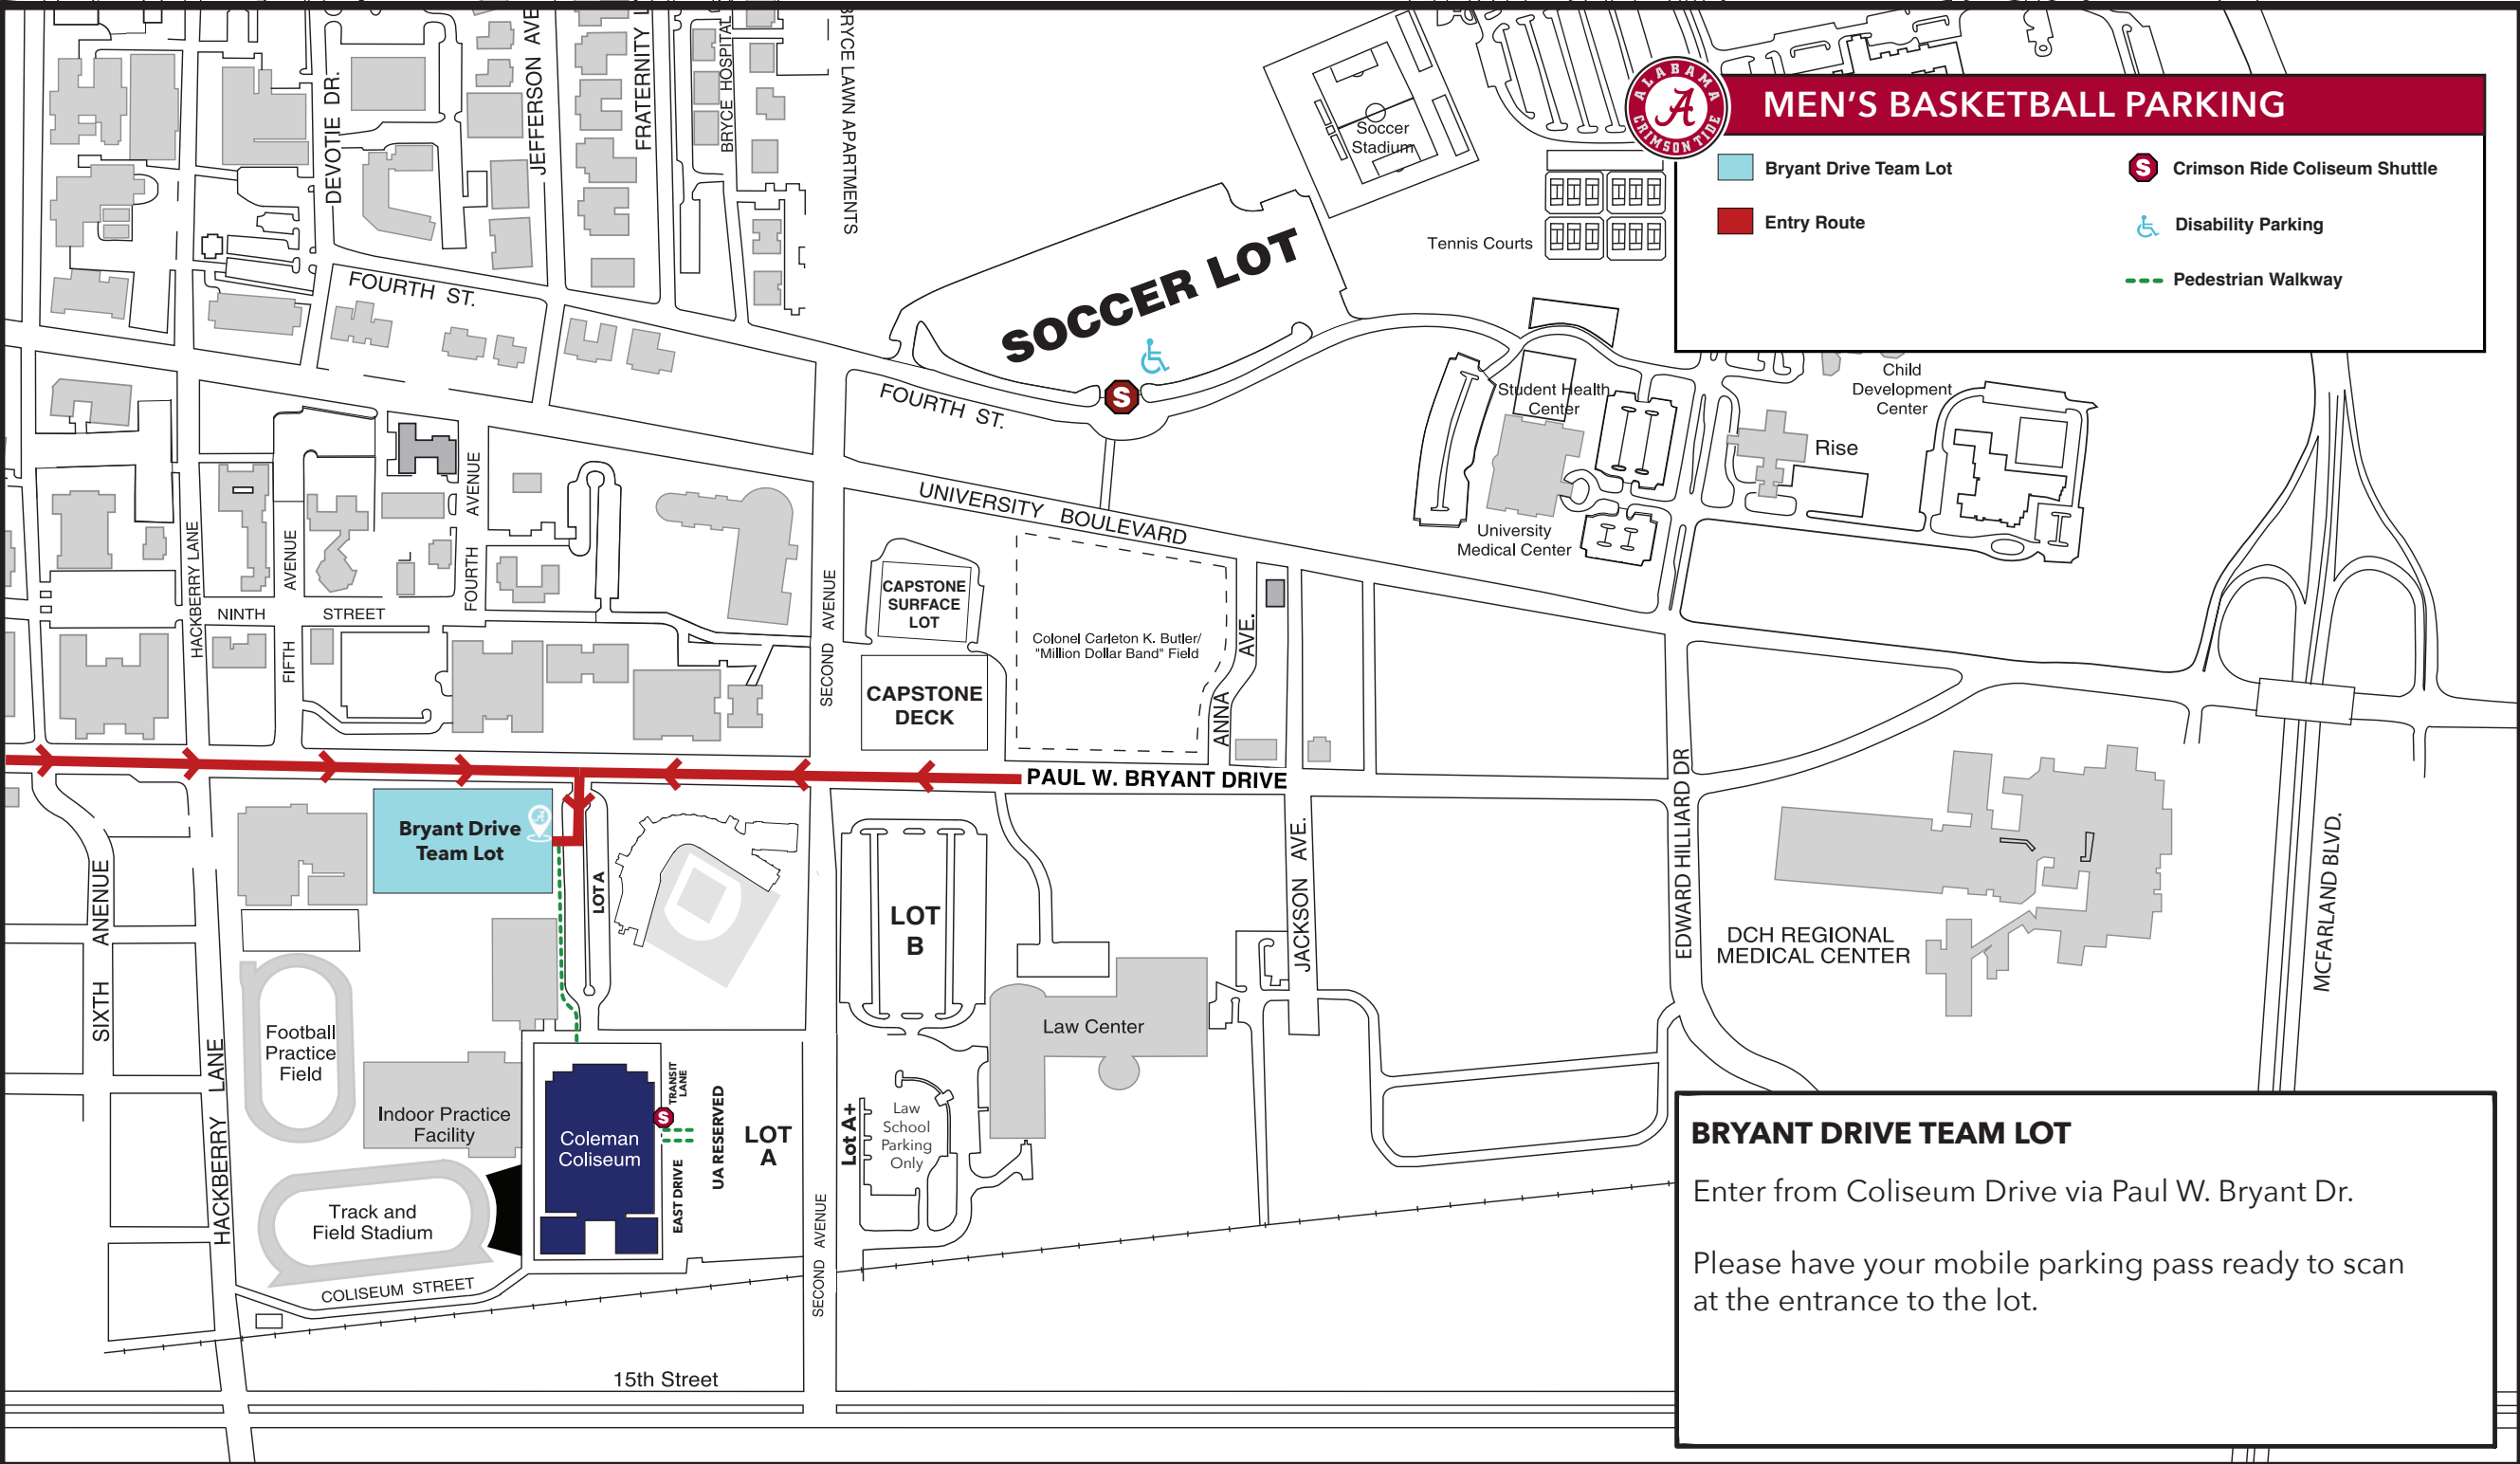 MEN'S BASKETBALL PARKING
ALABAMA
A
CRIMSON TIDE
Bryant Drive Team Lot
Entry Route
S
Crimson Ride Coliseum Shuttle
Disability Parking
Pedestrian Walkway
DEVOTIE DR.
JEFFERSON AVE
FRATERNITY
BRYCE HOSPITAL
BRYCE LAWN APARTMENTS
Soccer
Stadium
Tennis Courts
SOCCER LOT
S
FOURTH ST.
FOURTH ST.
Student Health
Center
Child
Development
Center
Rise
University
Medical Center
UNIVERSITY BOULEVARD
HACKBERRY LANE
FIFTH AVENUE
FOURTH AVENUE
NINTH STREET
SECOND AVENUE
CAPSTONE
SURFACE
LOT
CAPSTONE
DECK
Colonel Carleton K. Butler/
"Million Dollar Band" Field
ANNA AVE.
PAUL W. BRYANT DRIVE
Bryant Drive
Team Lot
A
LOT A
LOT
B
JACKSON AVE.
EDWARD HILLIARD DR
MCFARLAND BLVD.
DCH REGIONAL
MEDICAL CENTER
SIXTH ANENUE
HACKBERRY LANE
Football
Practice
Field
Indoor Practice
Facility
Track and
Field Stadium
COLISEUM STREET
Coleman
Coliseum
S
TRANSIT
LANE
EAST DRIVE
UA RESERVED
LOT
A
SECOND AVENUE
Lot A+
Law
School
Parking
Only
Law Center
15th Street
BRYANT DRIVE TEAM LOT
Enter from Coliseum Drive via Paul W. Bryant Dr.
Please have your mobile parking pass ready to scan
at the entrance to the lot.